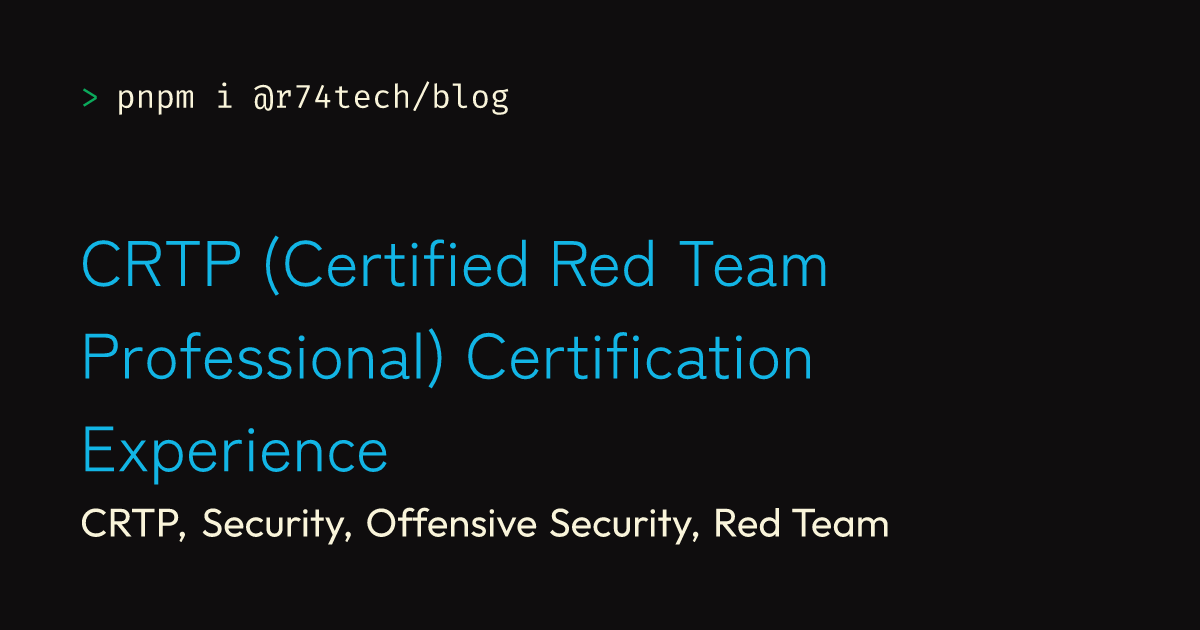 > pnpm i @r74tech/blog
CRTP (Certified Red Team
Professional) Certification
Experience
CRTP, Security, Offensive Security, Red Team